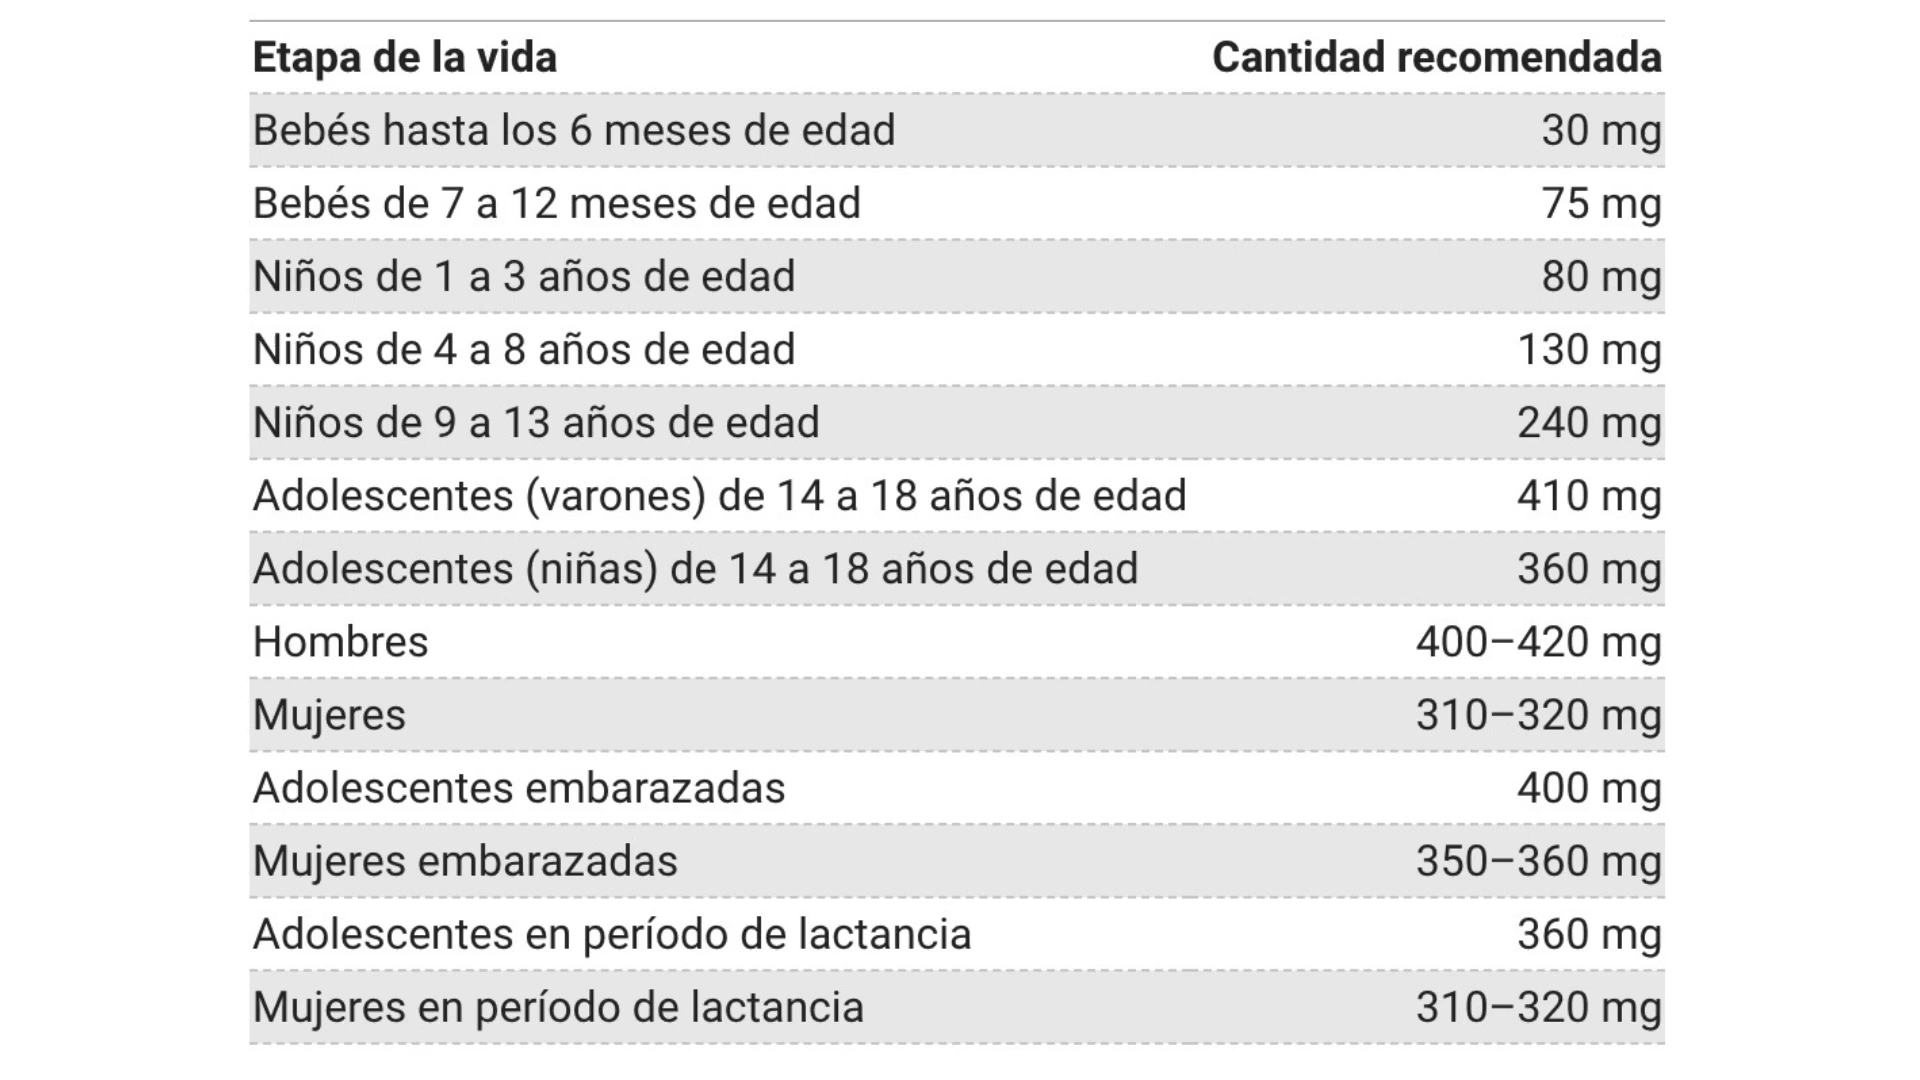 Etapa de la vida Cantidad recomendada
Bebés hasta los 6 meses de edad 30 mg
Bebés de 7 a 12 meses de edad 75 mg
Niños de 1 a 3 años de edad 80 mg
Niños de 4 a 8 años de edad 130 mg
Niños de 9 a 13 años de edad 240 mg
Adolescentes (varones) de 14 a 18 años de edad 410 mg
Adolescentes (niñas) de 14 a 18 años de edad 360 mg
Hombres 400–420 mg
Mujeres 310–320 mg
Adolescentes embarazadas 400 mg
Mujeres embarazadas 350–360 mg
Adolescentes en período de lactancia 360 mg
Mujeres en período de lactancia 310–320 mg